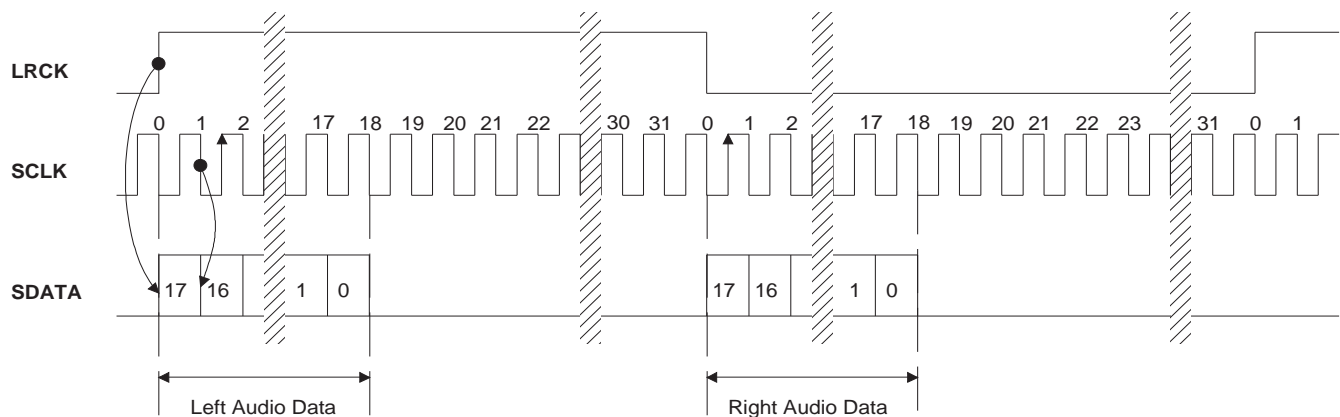 LRCK
0 1 2 17 18 19 20 21 22 30 31 0 1 2 17 18 19 20 21 22 23 31 0 1
SCLK
SDATA 17 16 1 0 17 16 1 0
Left Audio Data Right Audio Data